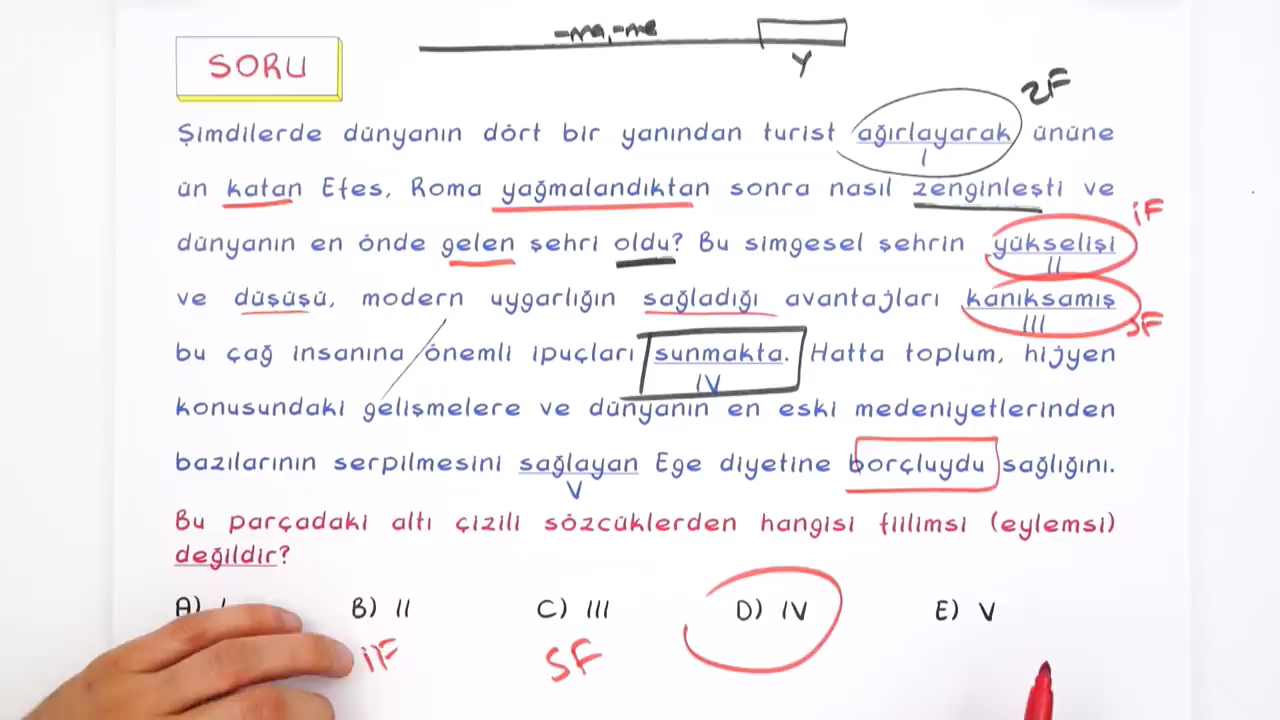 -ma, -me
Y
SORU
ZF
Şimdilerde dünyanın dört bir yanından turist ağırlayarak ününe
I
ün katan Efes, Roma yağmalandıktan sonra nasıl zenginleşti ve
İF
dünyanın en önde gelen şehri oldu? Bu simgesel şehrin yükselişi
II
ve düşüşü, modern uygarlığın sağladığı avantajları kanıksamış
III
SF
bu çağ insanına önemli ipuçları sunmakta. Hatta toplum, hijyen
IV
konusundaki gelişmelere ve dünyanın en eski medeniyetlerinden
bazılarının serpilmesini sağlayan Ege diyetine borçluydu sağlığını.
V
Bu parçadaki altı çizili sözcüklerden hangisi fiilimsi (eylemsi)
değildir?
A) I B) II C) III D) IV E) V
İF SF